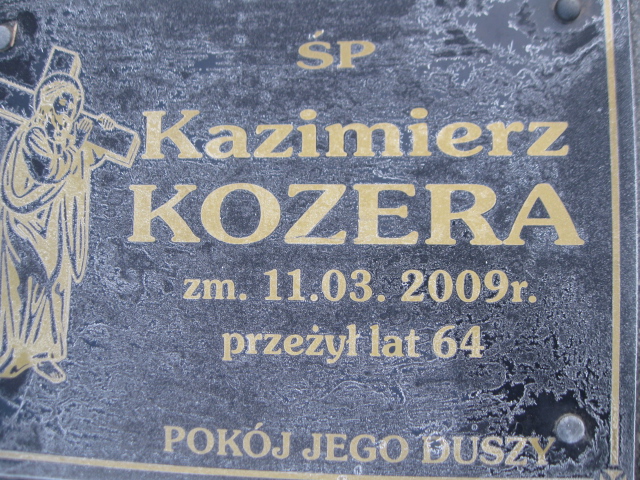 ŚP
Kazimierz
KOZERA
zm. 11.03. 2009r.
przeżył lat 64
POKÓJ JEGO DUSZY